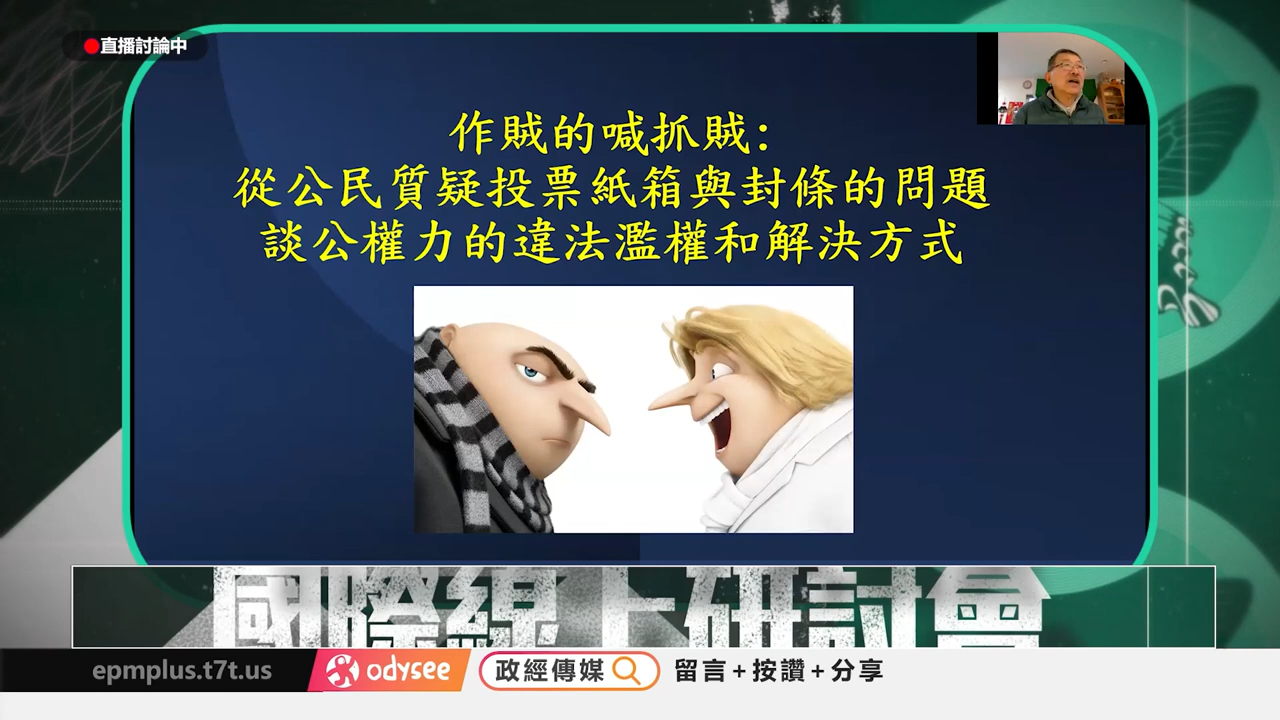 直播討論中
作賊的喊抓賊：
從公民質疑投票紙箱與封條的問題
談公權力的違法濫權和解決方式
國際線上研討會
epmplus.t7t.us
odysee
政經傳媒
留言+按讚+分享